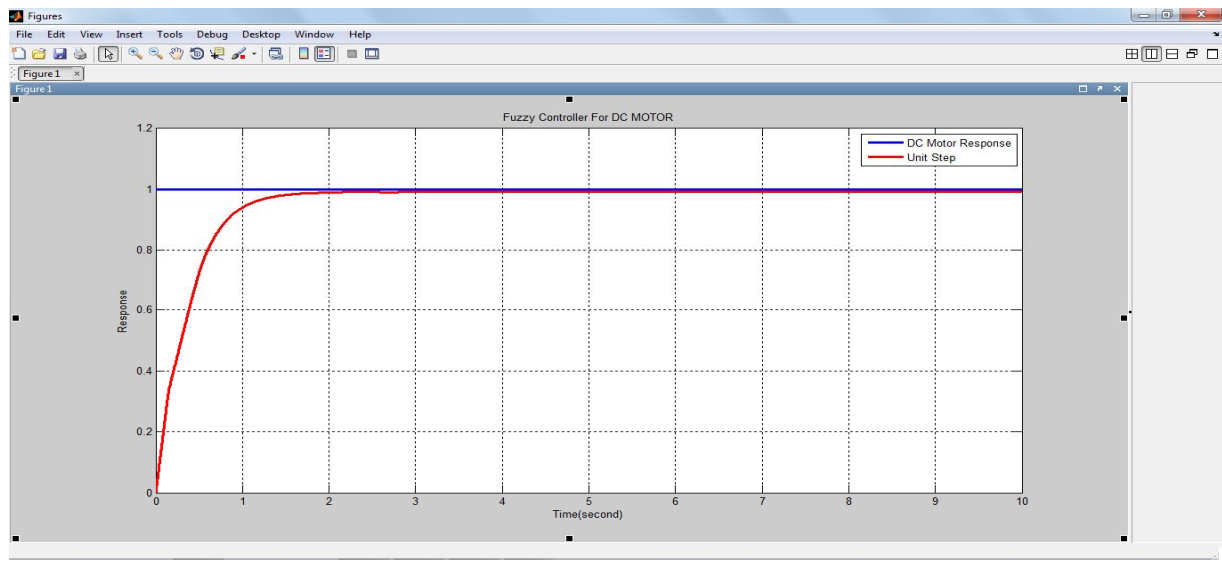 Figures
File Edit View Insert Tools Debug Desktop Window Help
Figure 1
Figure 1
Fuzzy Controller For DC MOTOR
DC Motor Response
Unit Step
1.2
1
0.8
0.6
0.4
0.2
0
Response
0 1 2 3 4 5 6 7 8 9 10
Time(second)